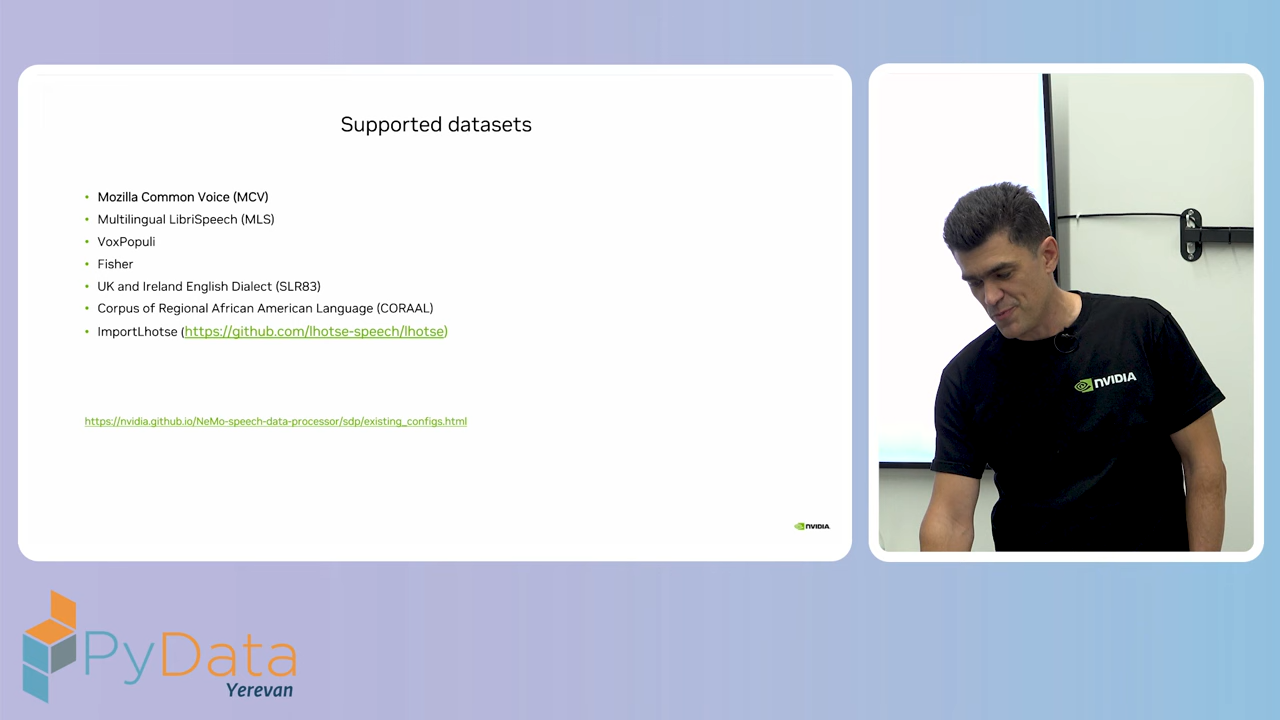 Supported datasets
• Mozilla Common Voice (MCV)
• Multilingual LibriSpeech (MLS)
• VoxPopuli
• Fisher
• UK and Ireland English Dialect (SLR83)
• Corpus of Regional African American Language (CORAAL)
• ImportLhotse (https://github.com/lhotse-speech/lhotse)
https://nvidia.github.io/NeMo-speech-data-processor/sdp/existing_configs.html
NVIDIA
NVIDIA
PyData
Yerevan